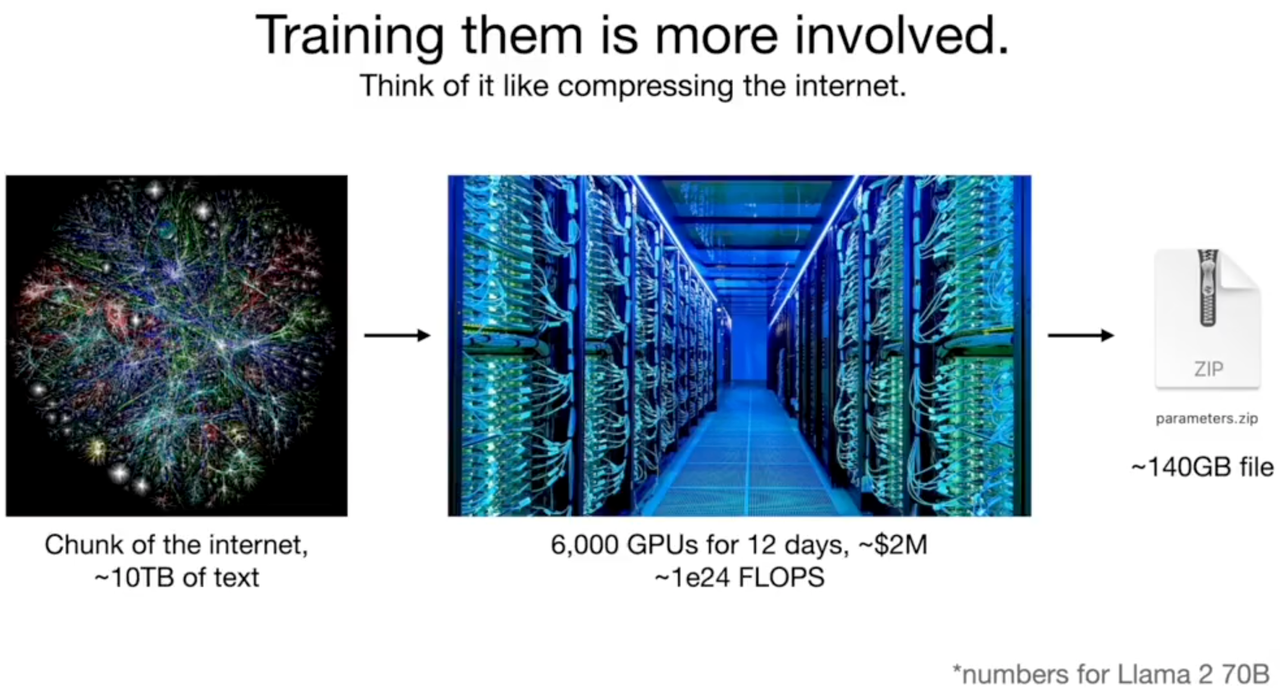 Training them is more involved.
Think of it like compressing the internet.
Chunk of the internet,
~10TB of text
6,000 GPUs for 12 days, ~$2M
~1e24 FLOPS
ZIP
parameters.zip
~140GB file
*numbers for Llama 2 70B